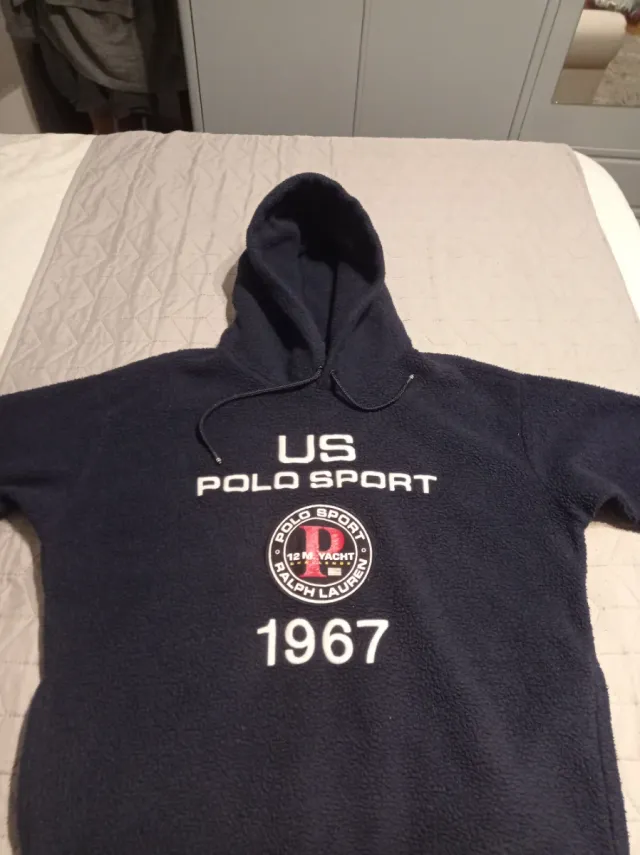 US
POLO SPORT
POLO SPORT
P
12 M. YACHT
RALPH LAUREN
1967